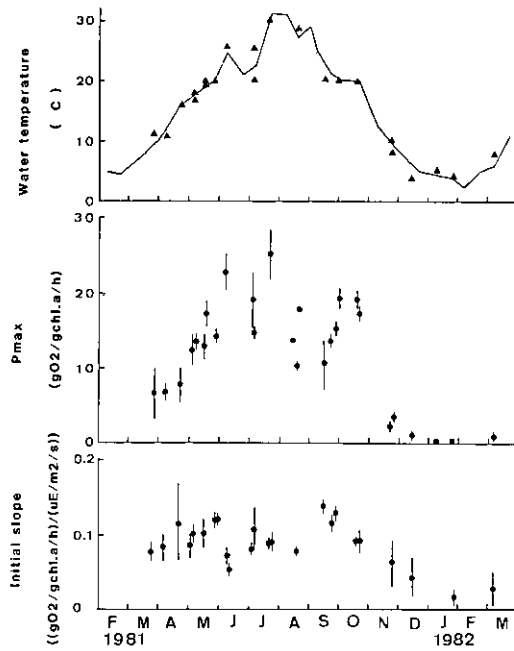 Water temperature
( C )
30
20
10
0
Pmax
(gO2/gchl.a/h)
30
20
10
0
Initial slope
((gO2/gchl.a/h)/(uE/m2/s))
0.2
0.1
0
F M A M J J A S O N D J F M
1981 1982